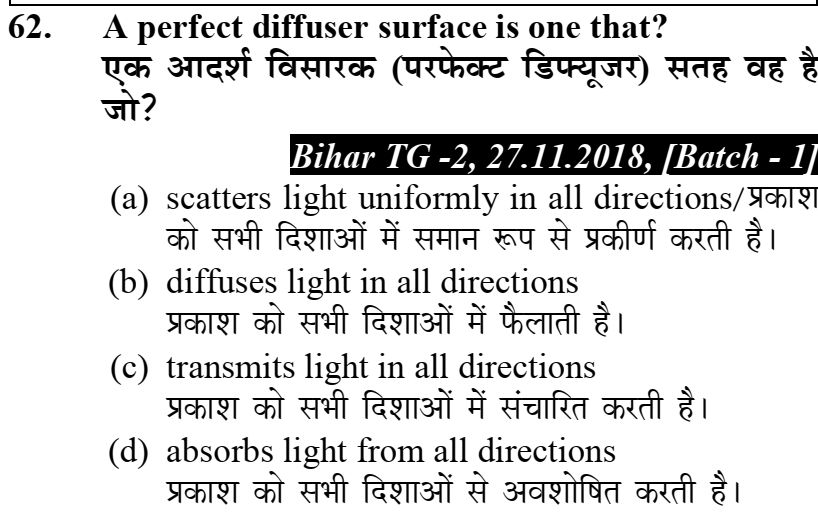 62. A perfect diffuser surface is one that?
एक आदर्श विसारक (परफेक्ट डिफ्यूजर) सतह वह है
जो?
Bihar TG -2, 27.11.2018, [Batch - 1]
(a) scatters light uniformly in all directions/प्रकाश
को सभी दिशाओं में समान रूप से प्रकीर्ण करती है।
(b) diffuses light in all directions
प्रकाश को सभी दिशाओं में फैलाती है।
(c) transmits light in all directions
प्रकाश को सभी दिशाओं में संचारित करती है।
(d) absorbs light from all directions
प्रकाश को सभी दिशाओं से अवशोषित करती है।